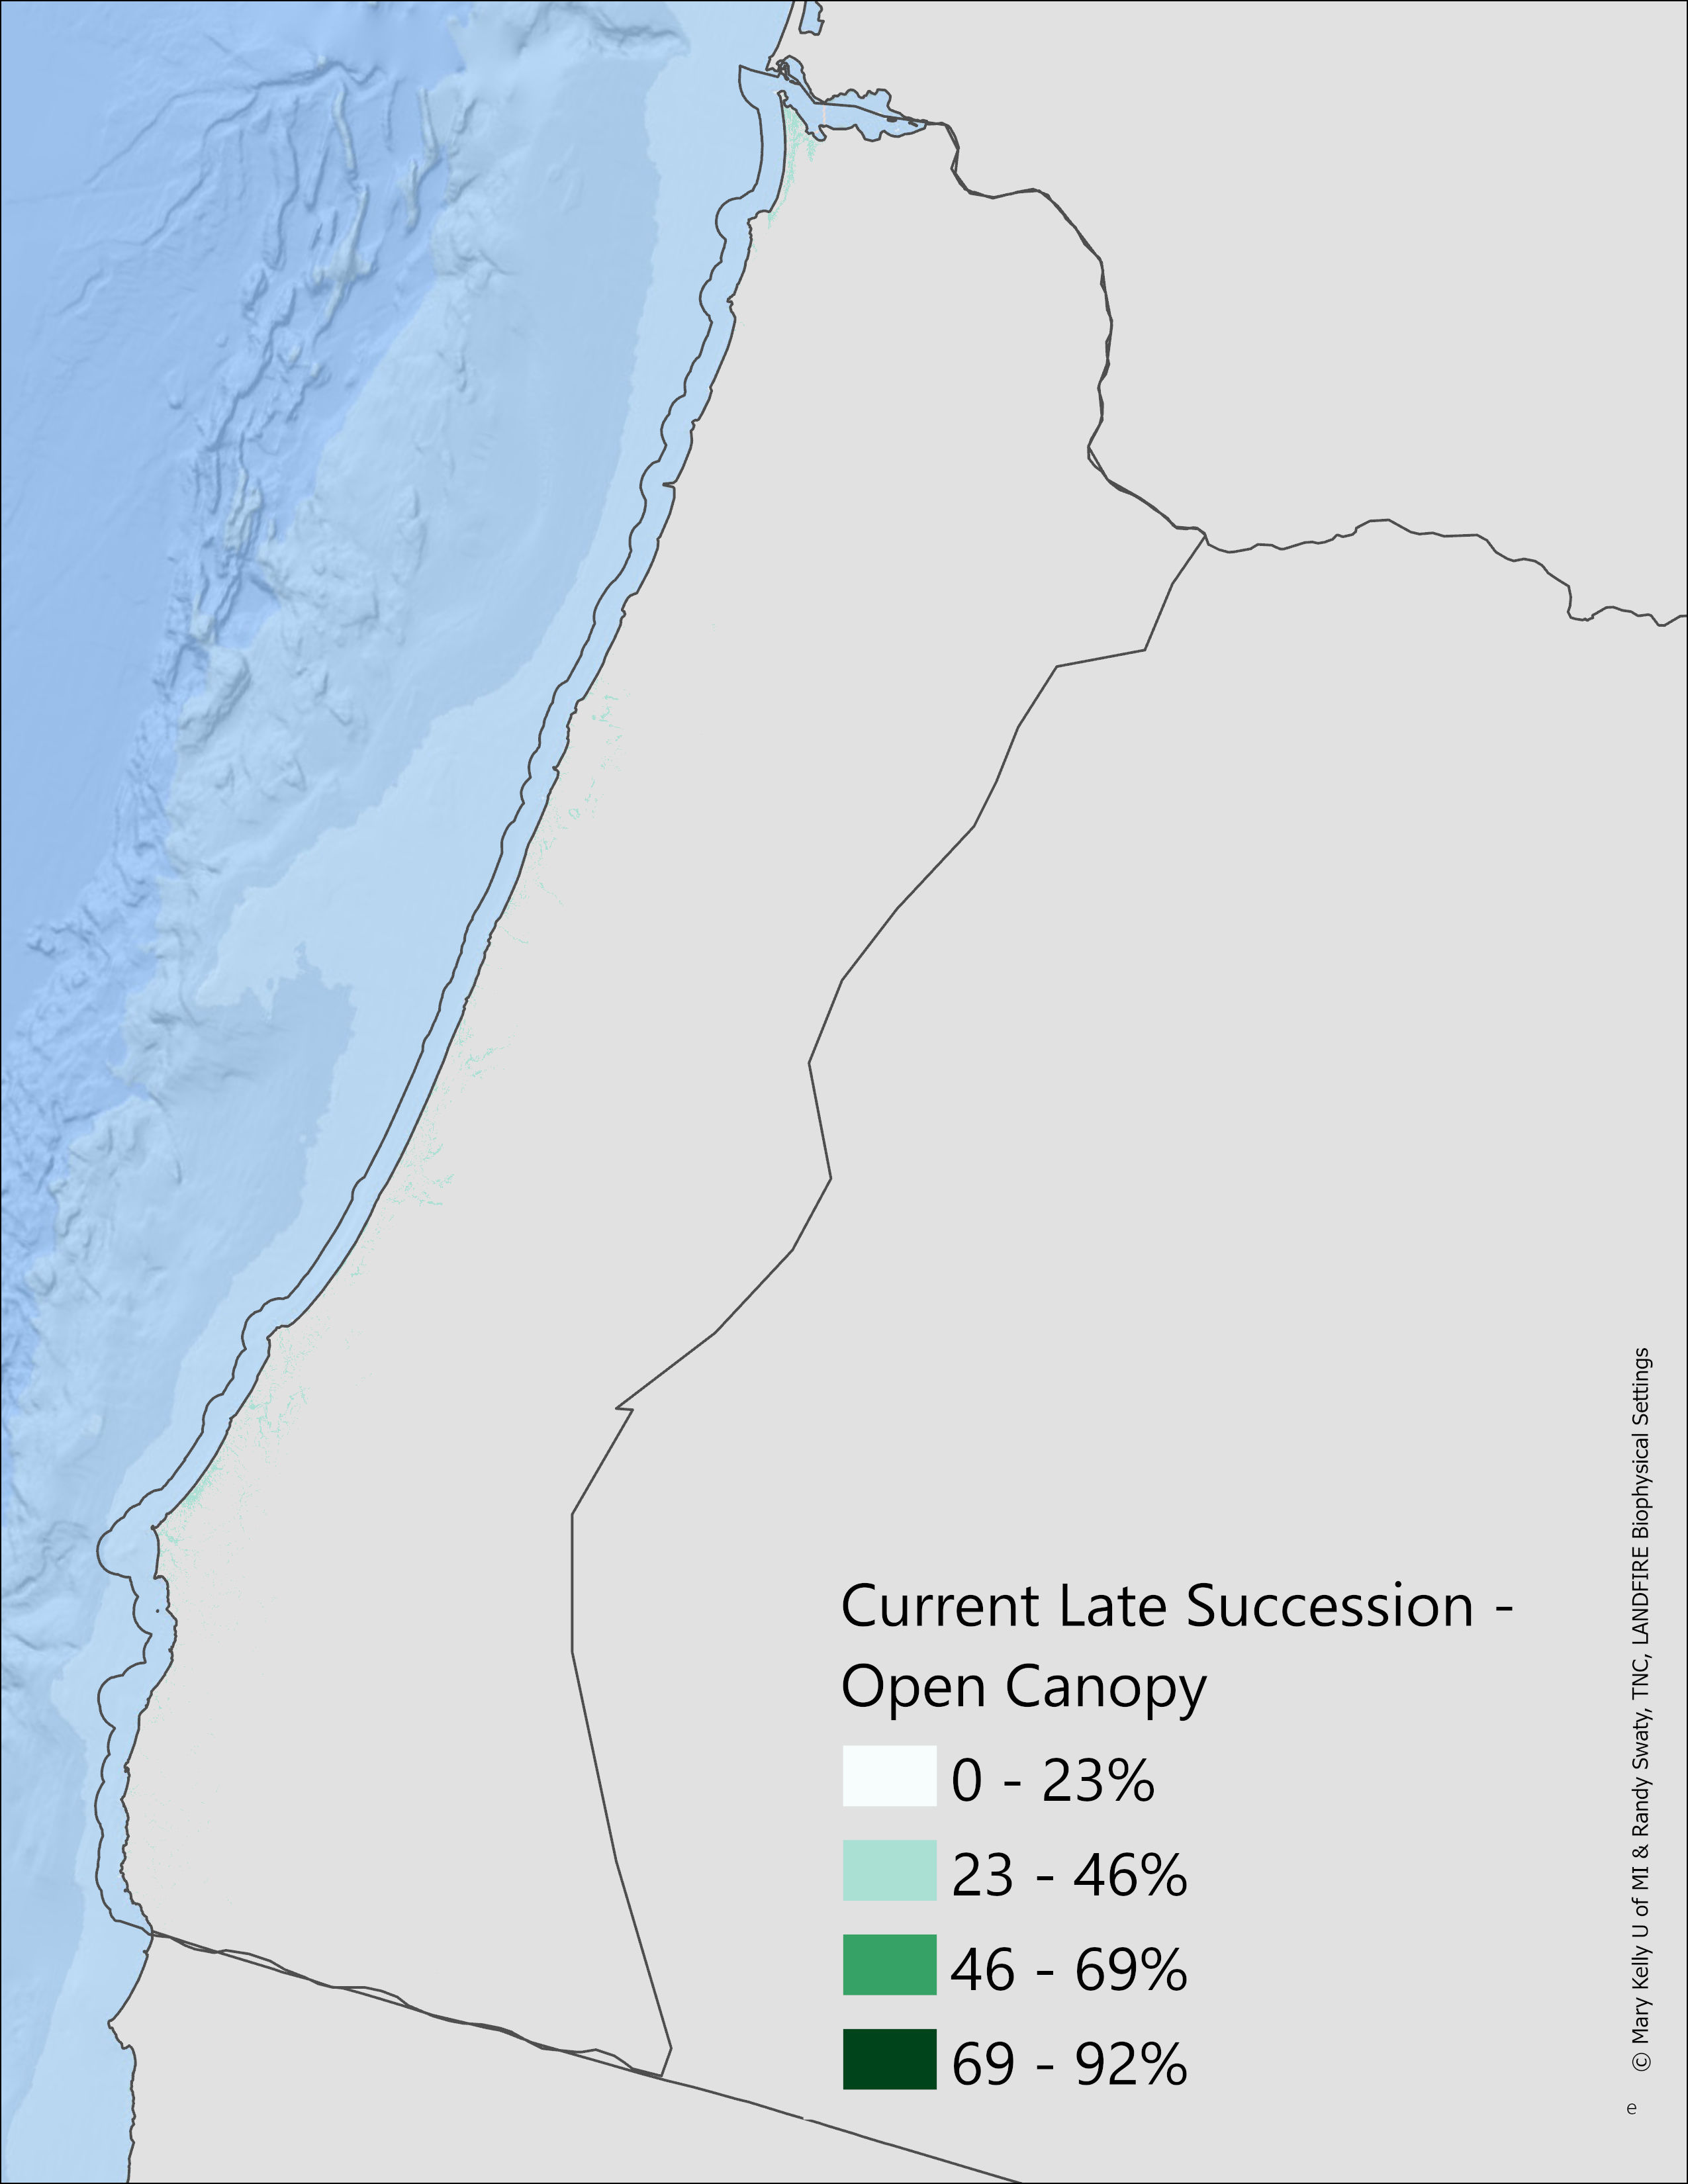 Current Late Succession -
Open Canopy
0 - 23%
23 - 46%
46 - 69%
69 - 92%
© Mary Kelly U of MI & Randy Swaty, TNC, LANDFIRE Biophysical Settings
e